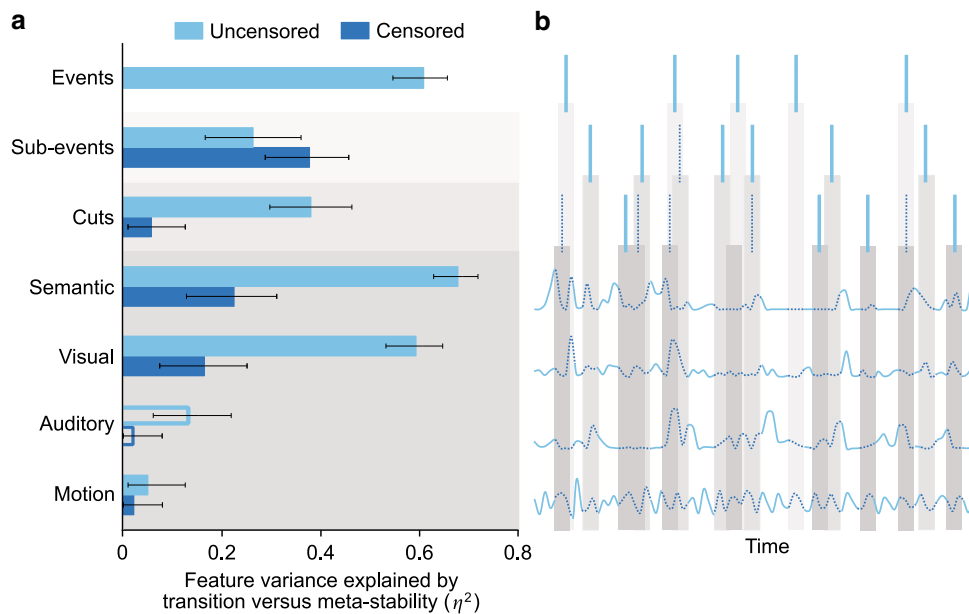 a
Uncensored
Censored
Events
Sub-events
Cuts
Semantic
Visual
Auditory
Motion
0
0.2
0.4
0.6
0.8
Feature variance explained by
transition versus meta-stability (η²)
b
Time